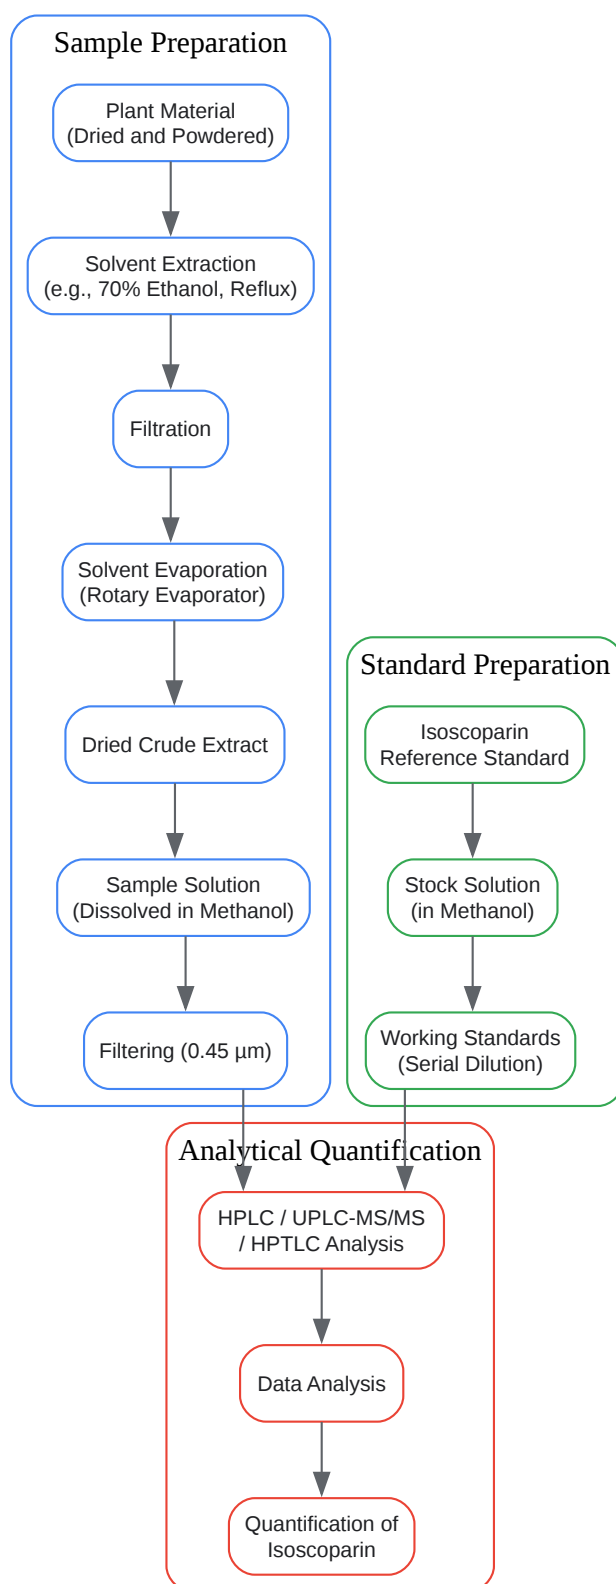 Sample Preparation
Plant Material
(Dried and Powdered)
Solvent Extraction
(e.g., 70% Ethanol, Reflux)
Filtration
Solvent Evaporation
(Rotary Evaporator)
Dried Crude Extract
Sample Solution
(Dissolved in Methanol)
Filtering (0.45 µm)
Standard Preparation
Isoscoparin
Reference Standard
Stock Solution
(in Methanol)
Working Standards
(Serial Dilution)
Analytical Quantification
HPLC / UPLC-MS/MS
/ HPTLC Analysis
Data Analysis
Quantification of
Isoscoparin